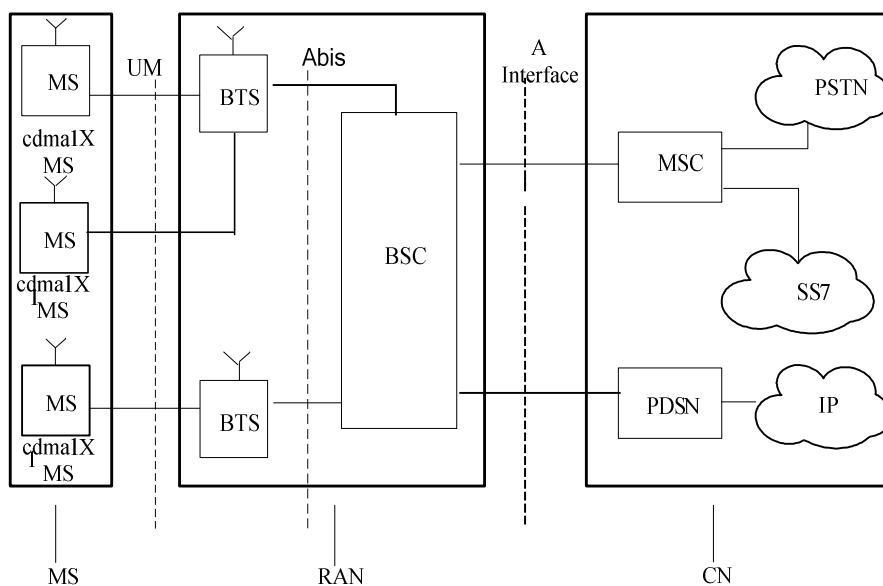 MS
cdma1X
MS
MS
cdma1X
MS
MS
cdma1X
MS
MS
UM
BTS
BTS
Abis
BSC
RAN
A
Interface
MSC
PSTN
SS7
PDSN
IP
CN